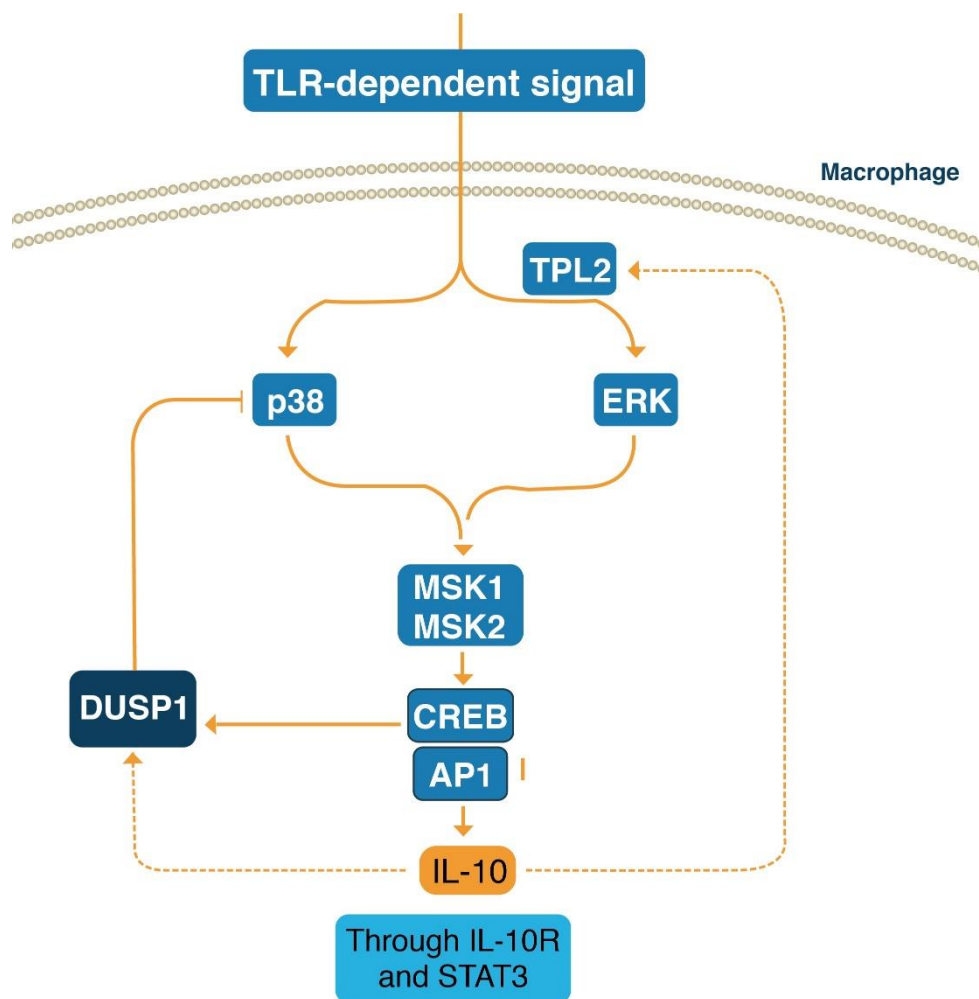 TLR-dependent signal
Macrophage
TPL2
p38
ERK
MSK1
MSK2
DUSP1
CREB
AP1
IL-10
Through IL-10R
and STAT3